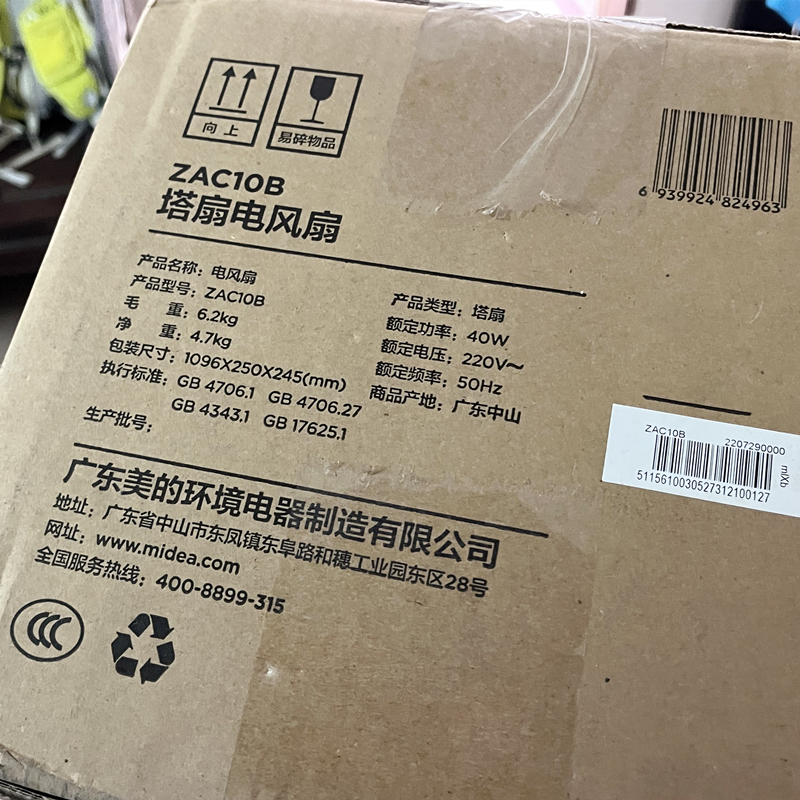 向上
易碎物品
6 939924 824963
ZAC10B
塔扇电风扇
产品名称：电风扇
产品型号：ZAC10B
毛 重：6.2kg
净 重：4.7kg
包装尺寸：1096X250X245(mm)
执行标准：GB 4706.1 GB 4706.27
GB 4343.1 GB 17625.1
生产批号：
产品类型：塔扇
额定功率：40W
额定电压：220V～
额定频率：50Hz
商品产地：广东中山
ZAC10B 2207290000
mlXb
5115610030527312100127
广东美的环境电器制造有限公司
地址：广东省中山市东凤镇东阜路和穗工业园东区28号
网址：www.midea.com
全国服务热线：400-8899-315
CCC